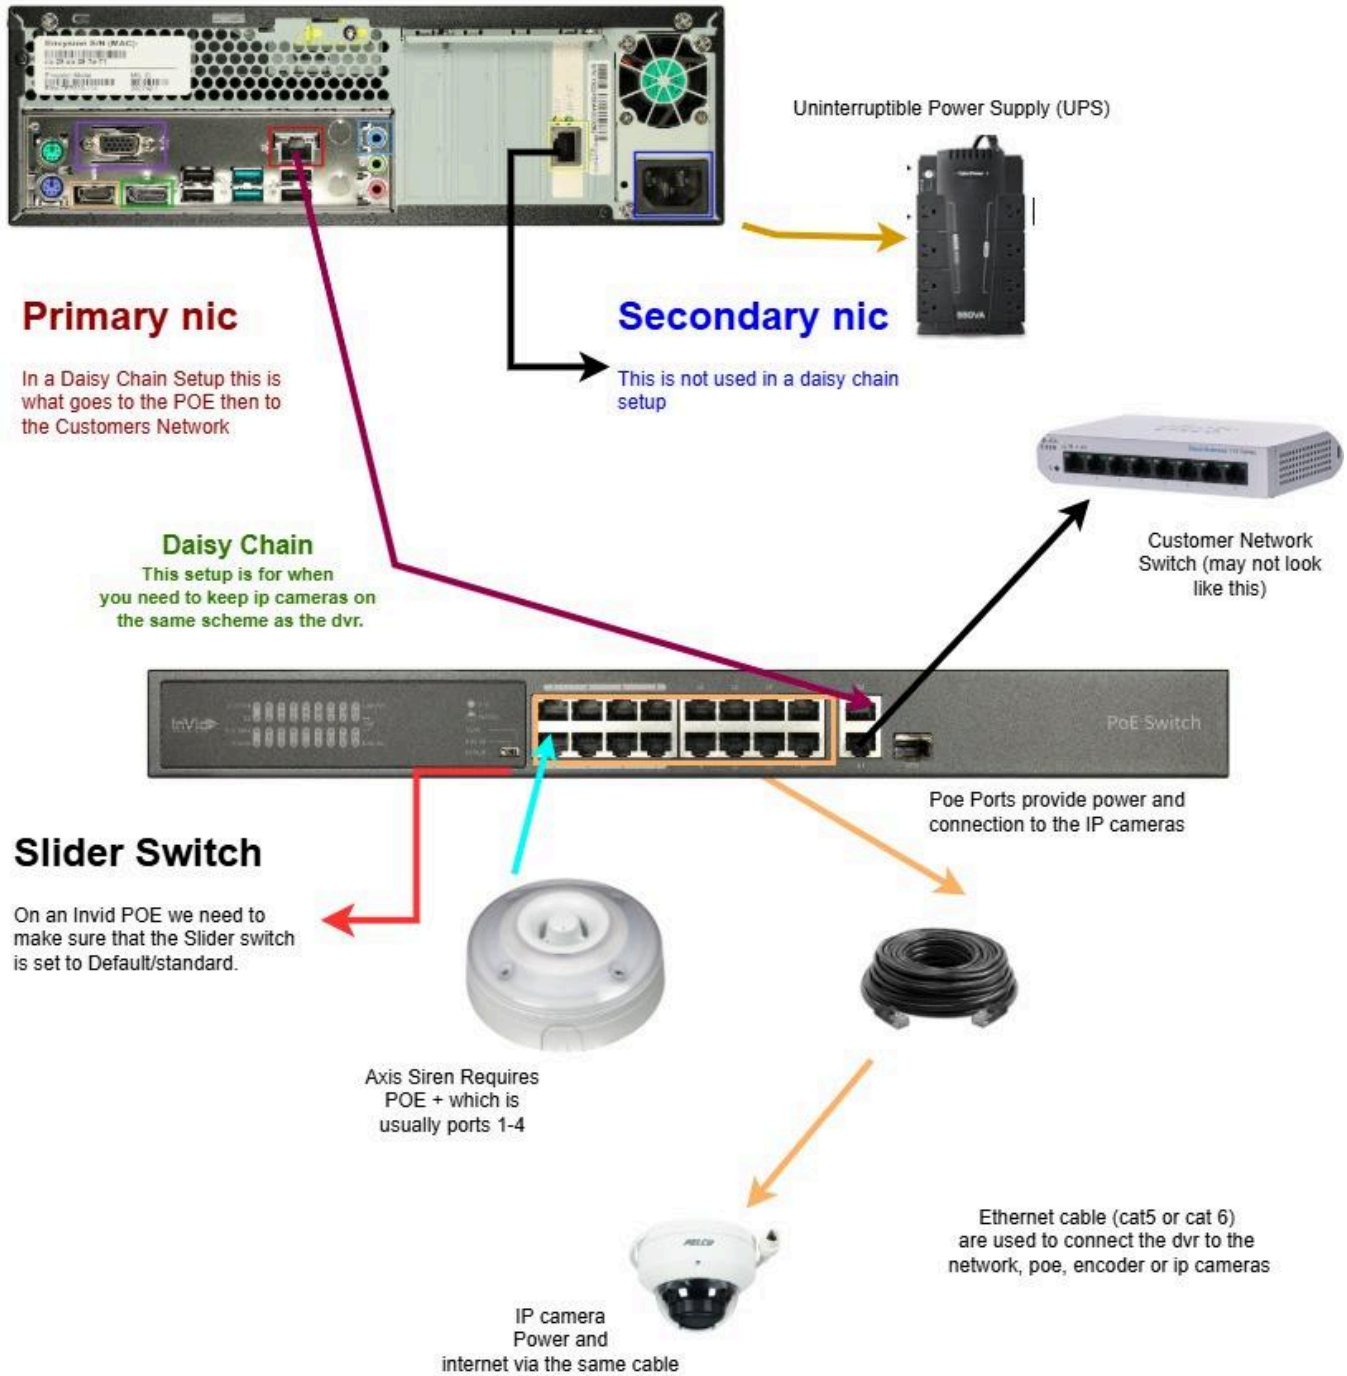 Uninterruptible Power Supply (UPS)
980VA
Primary nic
In a Daisy Chain Setup this is
what goes to the POE then to
the Customers Network
Secondary nic
This is not used in a daisy chain
setup
Customer Network
Switch (may not look
like this)
Daisy Chain
This setup is for when
you need to keep ip cameras on
the same scheme as the dvr.
InVid
PoE Switch
Poe Ports provide power and
connection to the IP cameras
Slider Switch
On an Invid POE we need to
make sure that the Slider switch
is set to Default/standard.
Axis Siren Requires
POE + which is
usually ports 1-4
PELCO
Ethernet cable (cat5 or cat 6)
are used to connect the dvr to the
network, poe, encoder or ip cameras
IP camera
Power and
internet via the same cable